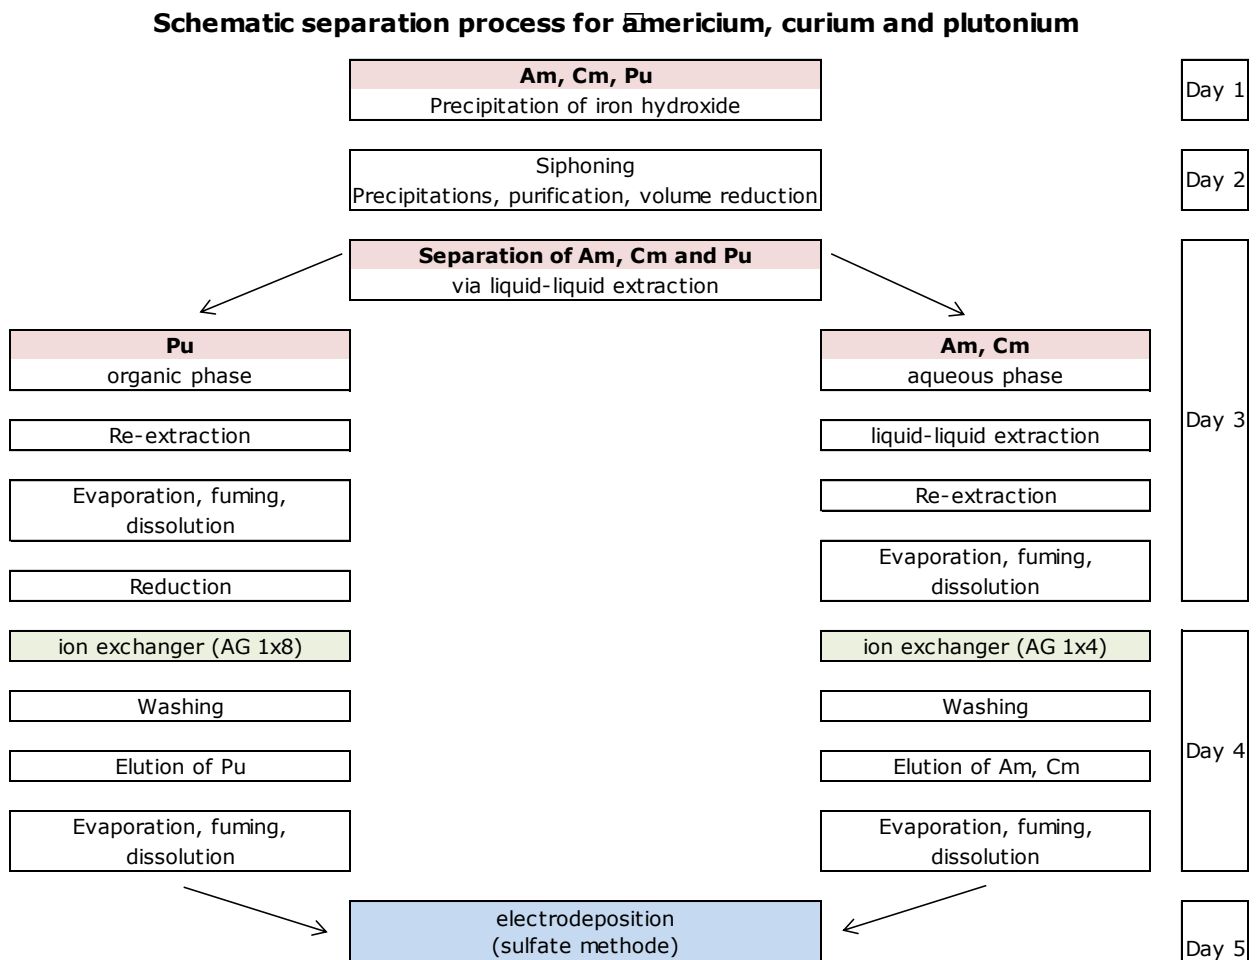 Schematic separation process for americium, curium and plutonium
Am, Cm, Pu
Precipitation of iron hydroxide
Day 1
Siphoning
Precipitations, purification, volume reduction
Day 2
Separation of Am, Cm and Pu
via liquid-liquid extraction
Pu
organic phase
Re-extraction
Evaporation, fuming,
dissolution
Reduction
Am, Cm
aqueous phase
liquid-liquid extraction
Re-extraction
Evaporation, fuming,
dissolution
Day 3
ion exchanger (AG 1x8)
Washing
Elution of Pu
Evaporation, fuming,
dissolution
ion exchanger (AG 1x4)
Washing
Elution of Am, Cm
Evaporation, fuming,
dissolution
Day 4
electrodeposition
(sulfate methode)
Day 5